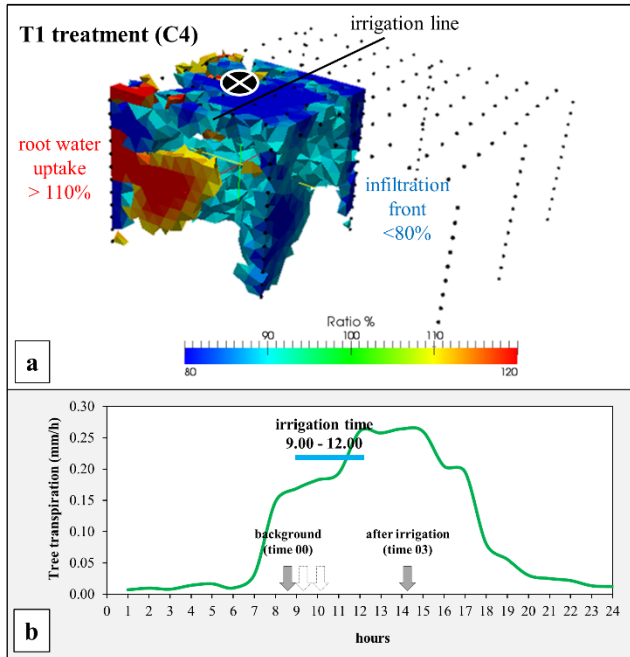 T1 treatment (C4)
irrigation line
root water
uptake
> 110%
infiltration
front
<80%
Ratio %
90 100 110
80 120
a
0.30
0.25
0.20
0.15
0.10
0.05
0.00
Tree transpiration (mm/h)
irrigation time
9.00 - 12.00
background
(time 00)
after irrigation
(time 03)
0 1 2 3 4 5 6 7 8 9 10 11 12 13 14 15 16 17 18 19 20 21 22 23 24
hours
b